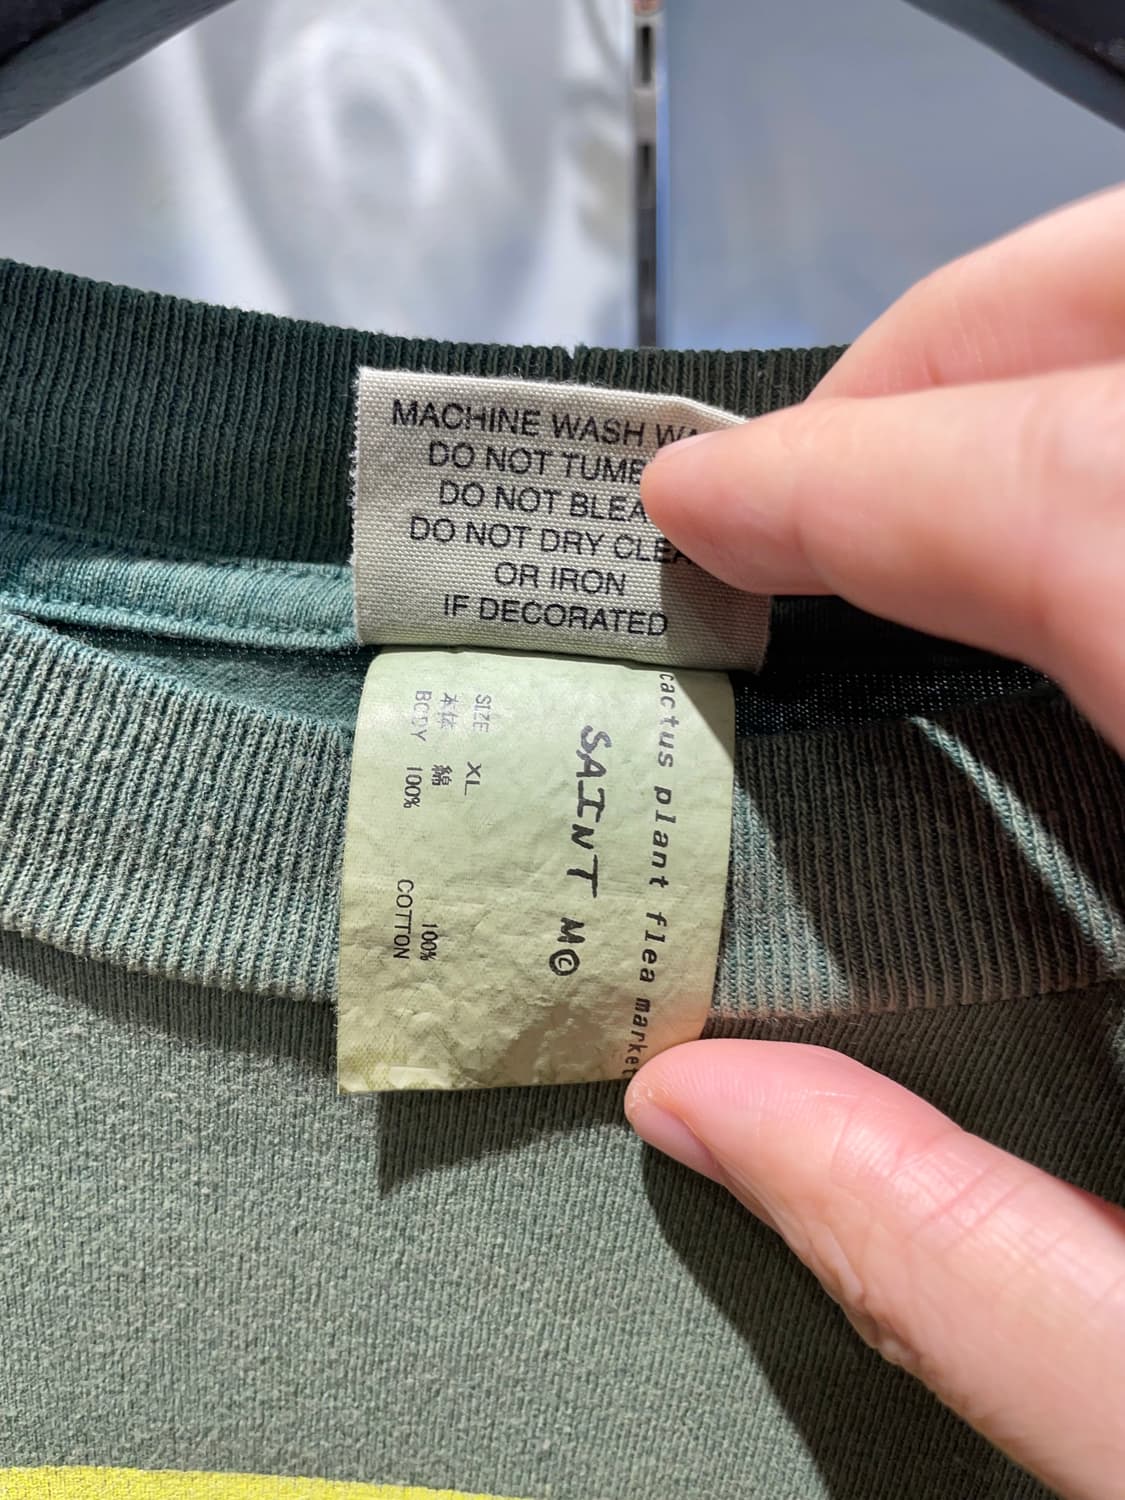 MACHINE WASH
DO NOT
DO NOT
DO NOT DRY
OR IRON
IF DECORATED
cactus plant flea market
SAINT M©
SIZE XL
本体 綿 100%
BODY 100% COTTON